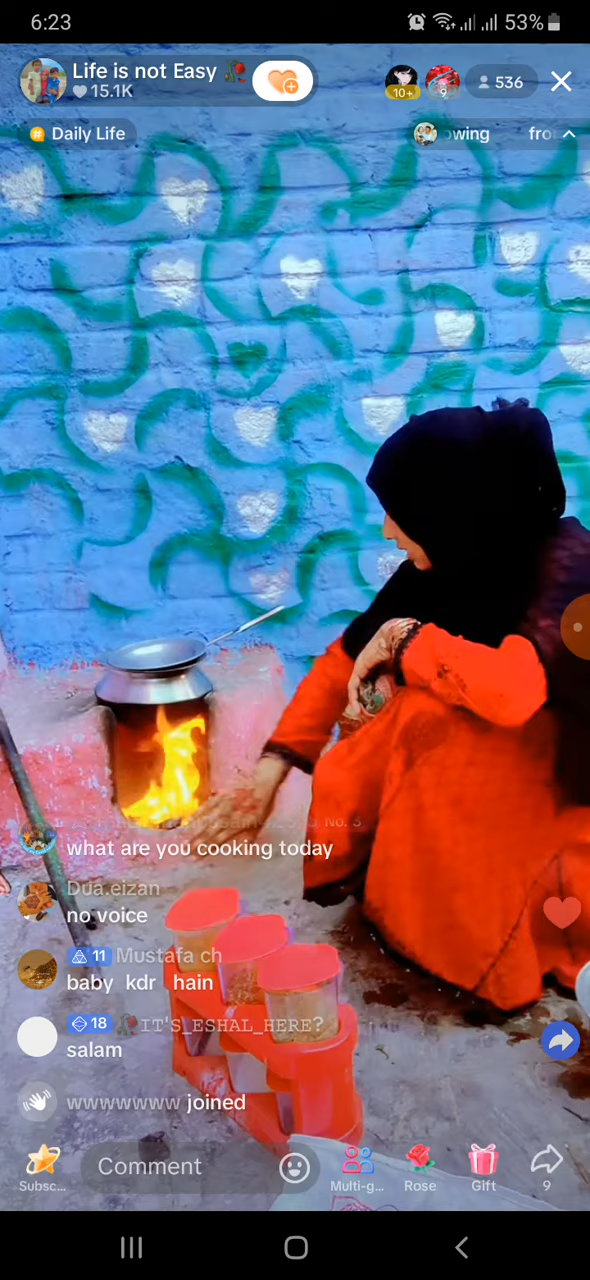 6:23
53%
Life is not Easy
15.1K
10+
9
536
Daily Life
owing fro
No. 3
what are you cooking today
Dua.eizan
no voice
11 Mustafa ch
baby kdr hain
18 IT'S_ESHAL_HERE?
salam
wwwwwww joined
Comment
Subsc...
Multi-g...
Rose
Gift
9